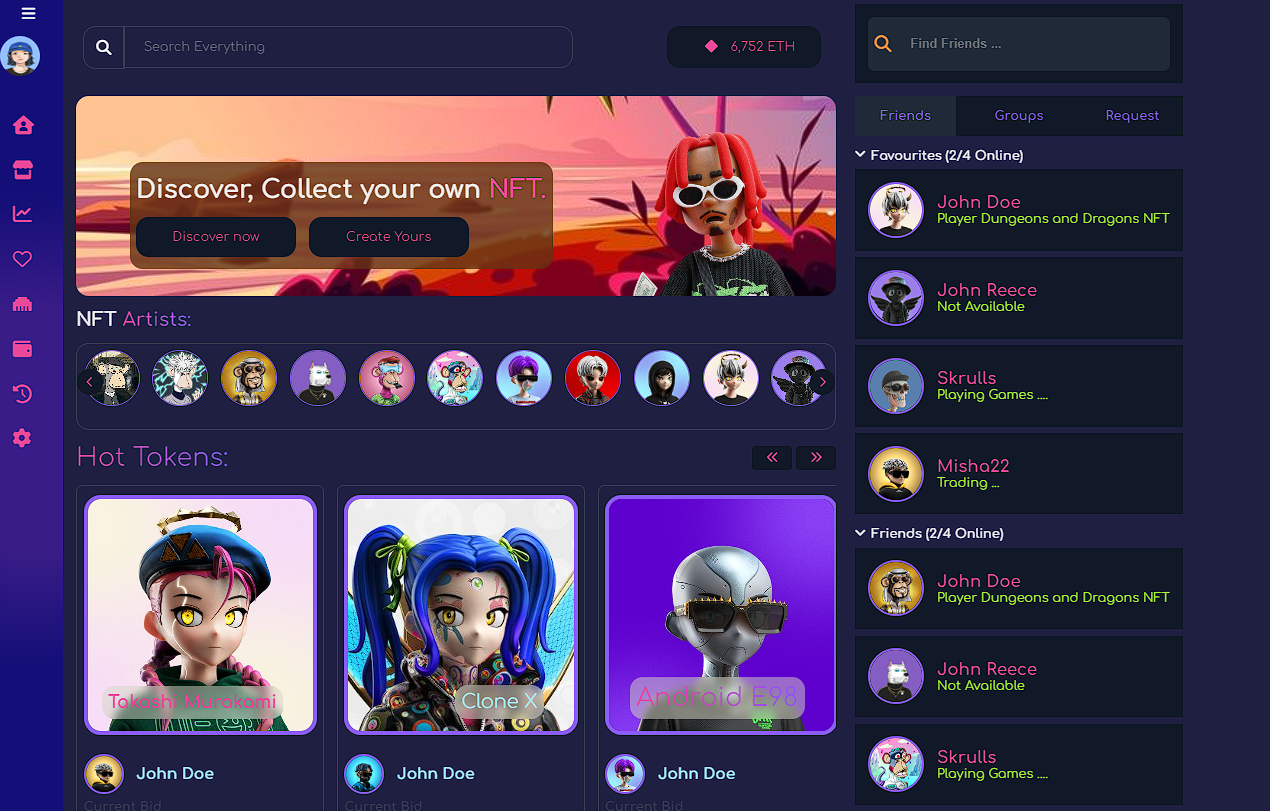 Search Everything
6,752 ETH
Discover, Collect your own NFT.
Discover now
Create Yours
NFT Artists:
Hot Tokens:
Takashi Murakami
Clone X
Android E98
John Doe
John Doe
John Doe
Current Bid
Current Bid
Current Bid
Find Friends ...
Friends
Groups
Request
Favourites (2/4 Online)
John Doe
Player Dungeons and Dragons NFT
John Reece
Not Available
Skrulls
Playing Games ....
Misha22
Trading ...
Friends (2/4 Online)
John Doe
Player Dungeons and Dragons NFT
John Reece
Not Available
Skrulls
Playing Games ....